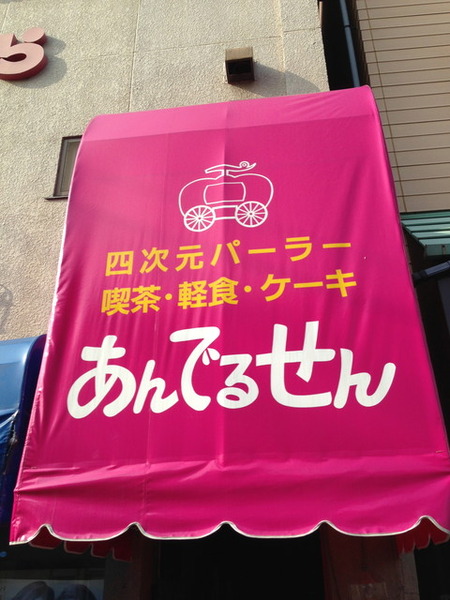 四次元パーラー
喫茶・軽食・ケーキ
あんでるせん